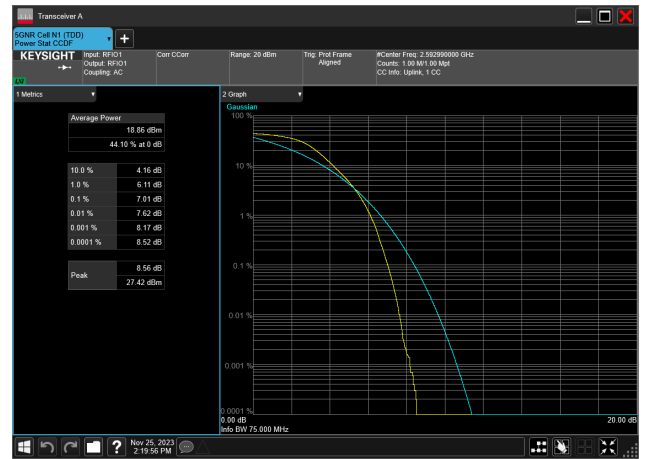 Transceiver A
5GNR Cell N1 (TDD)
Power Stat CCDF
KEYSIGHT
Input: RFIO1
Output: RFIO1
Coupling: AC
Corr CCorr
Range: 20 dBm
Trig: Prot Frame
Aligned
#Center Freq: 2.592990000 GHz
Counts: 1.00 M/1.00 Mpt
CC Info: Uplink, 1 CC
1 Metrics
Average Power
18.86 dBm
44.10 % at 0 dB
10.0 % 4.16 dB
1.0 % 6.11 dB
0.1 % 7.01 dB
0.01 % 7.62 dB
0.001 % 8.17 dB
0.0001 % 8.52 dB
Peak
8.56 dB
27.42 dBm
2 Graph
Gaussian
100 %
10 %
1 %
0.1 %
0.01 %
0.001 %
0.0001 %
0.00 dB
20.00 dB
Info BW 75.000 MHz
Nov 25, 2023
2:19:56 PM